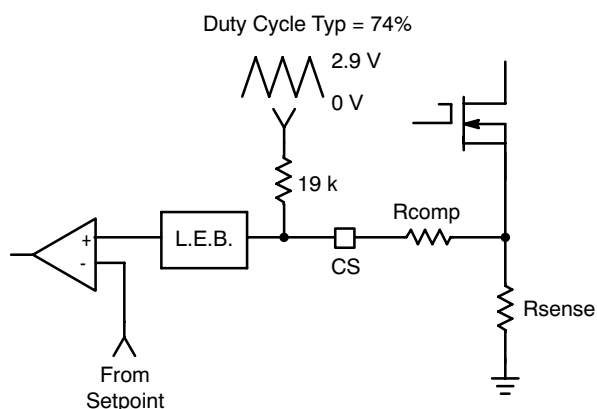 Duty Cycle Typ = 74%
2.9 V
0 V
19 k
Rcomp
+
L.E.B.
-
CS
Rsense
From
Setpoint